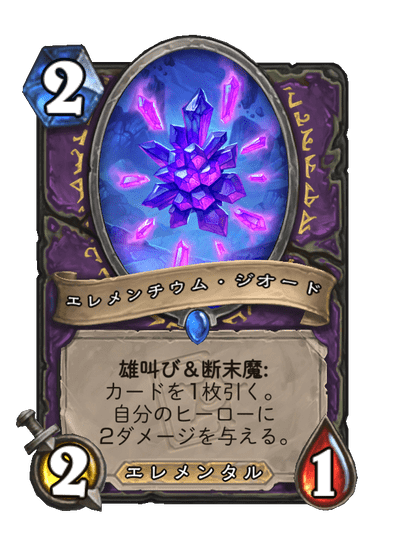 2
エレメンチウム・ジオード
雄叫び＆断末魔:
カードを1枚引く。
自分のヒーローに
2ダメージを与える。
2
エレメンタル
1